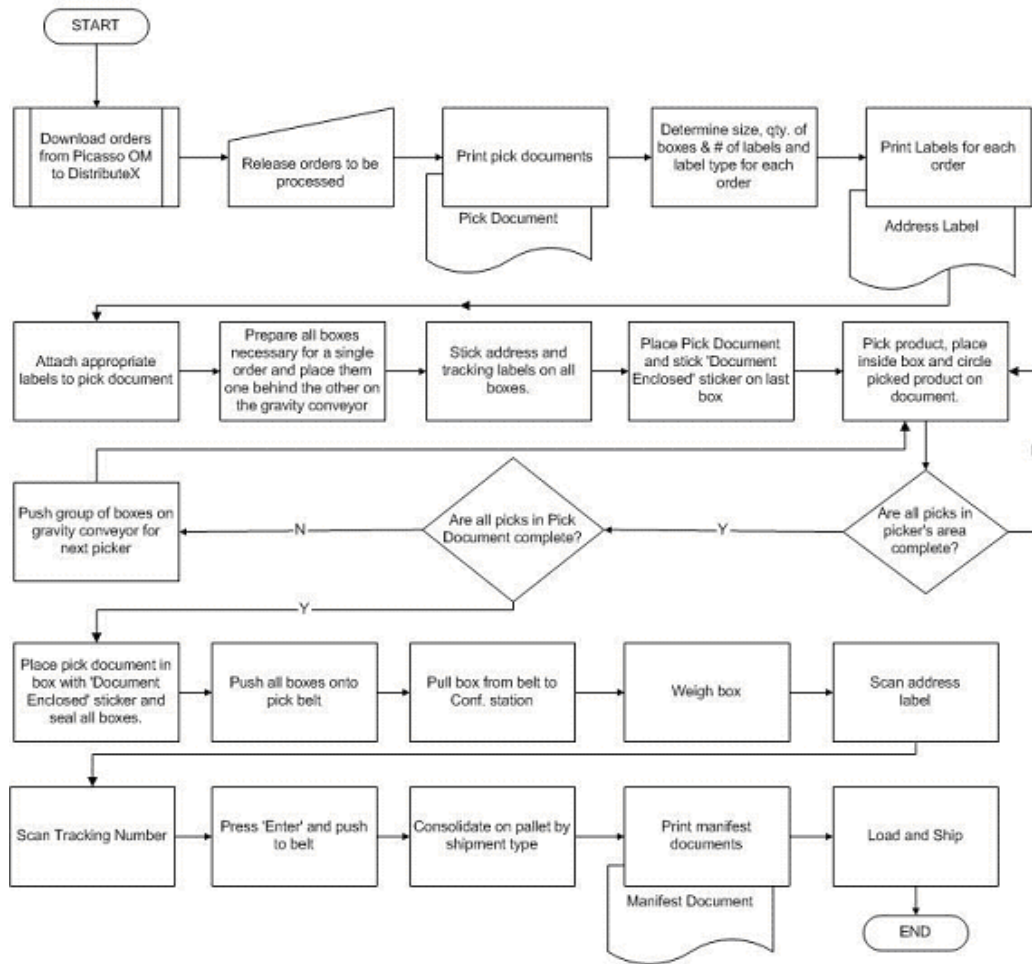 START
Download orders
from Picasso OM
to DistributeX
Release orders to be
processed
Print pick documents
Pick Document
Determine size, qty. of
boxes & # of labels and
label type for each
order
Print Labels for each
order
Address Label
Attach appropriate
labels to pick document
Prepare all boxes
necessary for a single
order and place them
one behind the other on
the gravity conveyor
Stick address and
tracking labels on all
boxes.
Place Pick Document
and stick 'Document
Enclosed' sticker on last
box
Pick product, place
inside box and circle
picked product on
document.
Push group of boxes on
gravity conveyor for
next picker
N
Are all picks in Pick
Document complete?
Y
Are all picks in
picker's area
complete?
Y
Place pick document in
box with 'Document
Enclosed' sticker and
seal all boxes.
Push all boxes onto
pick belt
Pull box from belt to
Conf. station
Weigh box
Scan address
label
Scan Tracking Number
Press 'Enter' and push
to belt
Consolidate on pallet by
shipment type
Print manifest
documents
Manifest Document
Load and Ship
END